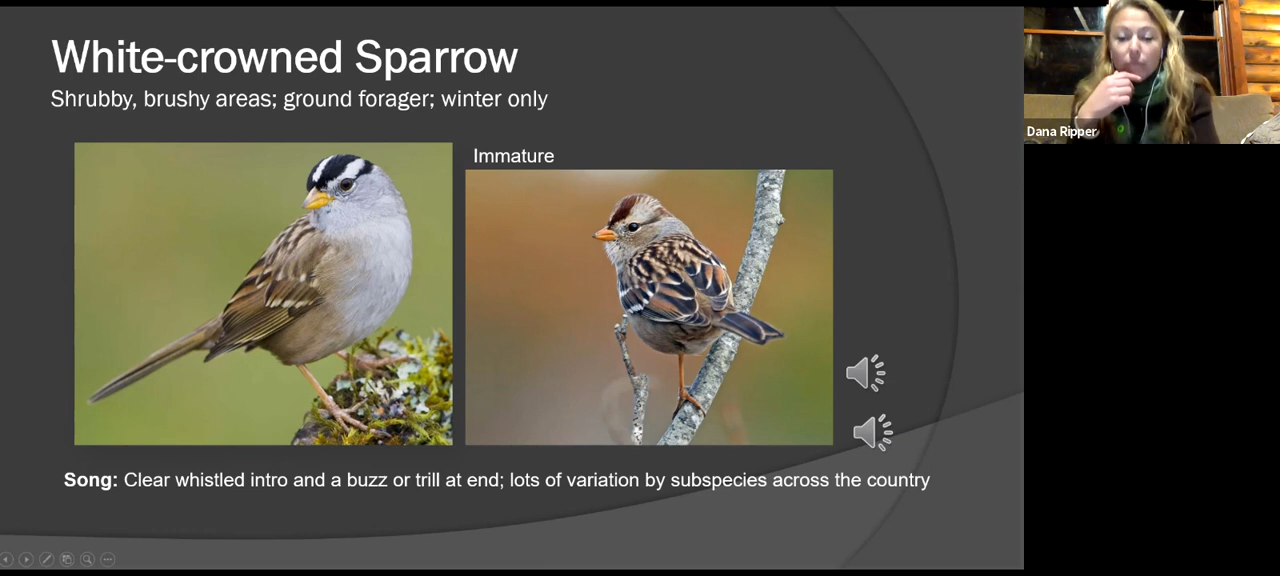 White-crowned Sparrow
Shrubby, brushy areas; ground forager; winter only
Immature
Song: Clear whistled intro and a buzz or trill at end; lots of variation by subspecies across the country
Dana Ripper